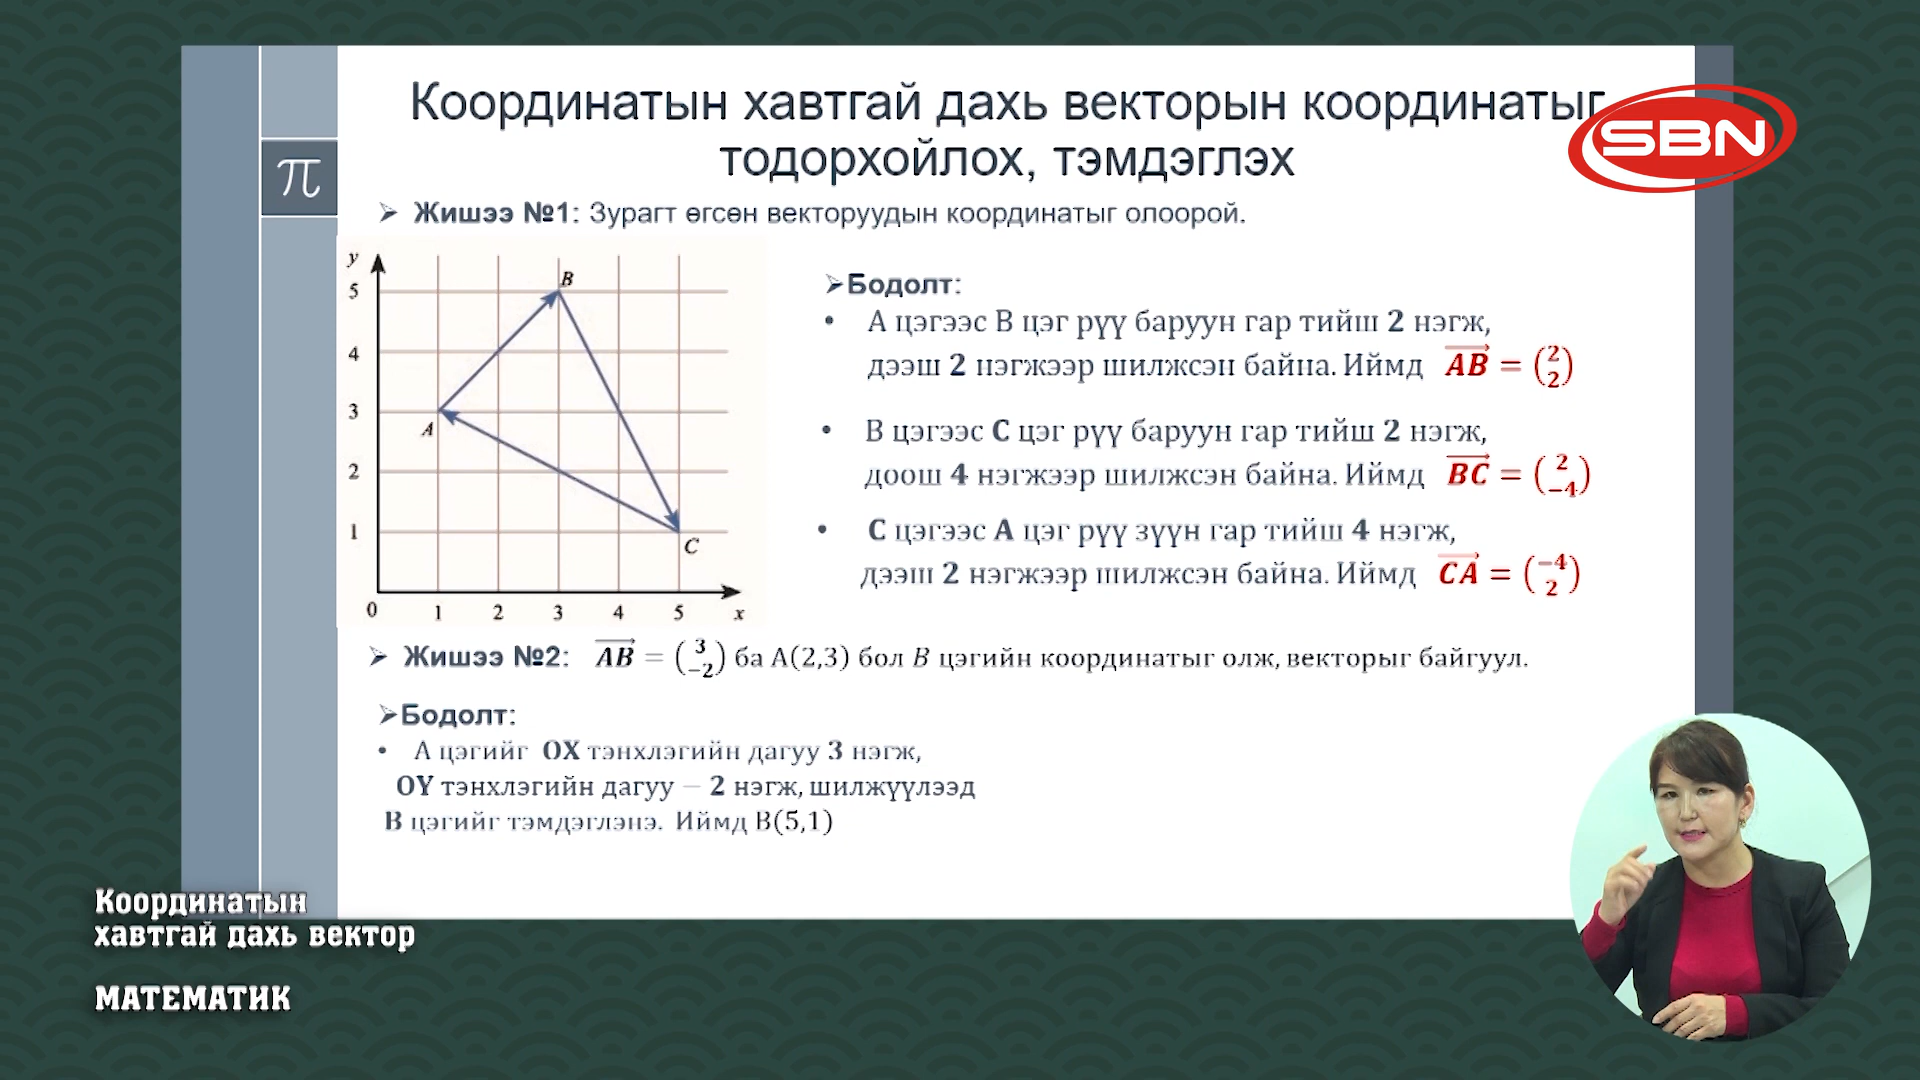 Координатын хавтгай дахь векторын координатыг
тодорхойлох, тэмдэглэх
SBN
π
➢ Жишээ №1: Зурагт өгсөн векторуудын координатыг олоорой.
y
5
4
3
2
1
0 1 2 3 4 5 x
A
B
C
➢Бодолт:
• А цэгээс В цэг рүү баруун гар тийш 2 нэгж,
дээш 2 нэгжээр шилжсэн байна. Иймд AB⃗ = (2 2)
• В цэгээс С цэг рүү баруун гар тийш 2 нэгж,
доош 4 нэгжээр шилжсэн байна. Иймд BC⃗ = (2 −4)
• С цэгээс А цэг рүү зүүн гар тийш 4 нэгж,
дээш 2 нэгжээр шилжсэн байна. Иймд CA⃗ = (−4 2)
➢ Жишээ №2: AB⃗ = (3 −2) ба А(2,3) бол B цэгийн координатыг олж, векторыг байгуул.
➢Бодолт:
• А цэгийг OX тэнхлэгийн дагуу 3 нэгж,
OY тэнхлэгийн дагуу − 2 нэгж, шилжүүлээд
В цэгийг тэмдэглэнэ. Иймд В(5,1)
Координатын
хавтгай дахь вектор
МАТЕМАТИК